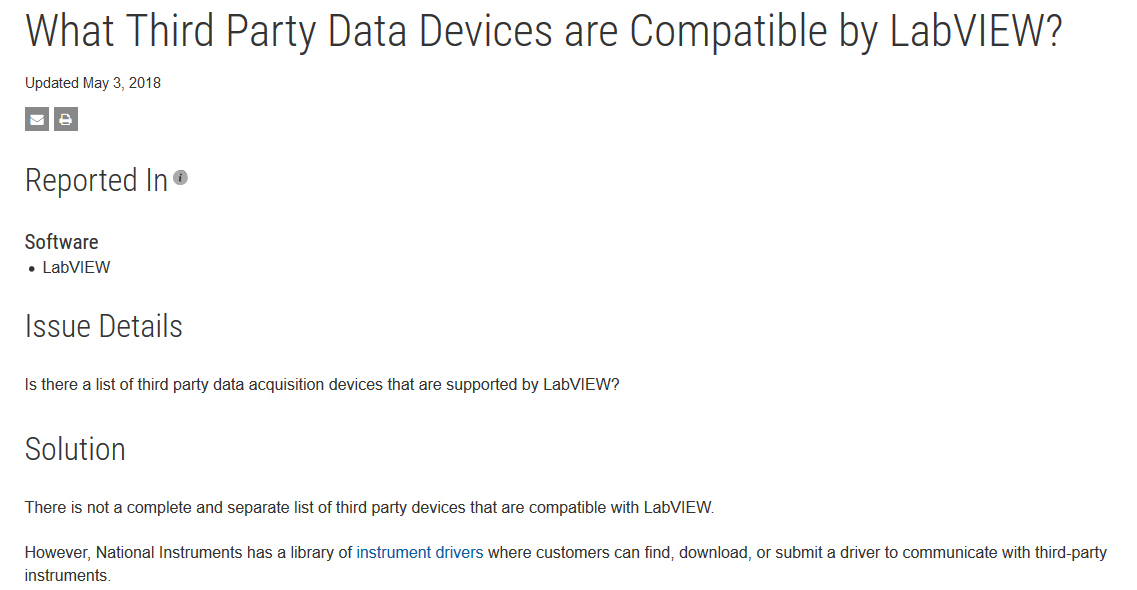 What Third Party Data Devices are Compatible by LabVIEW?
Updated May 3, 2018
Reported In
Software
• LabVIEW
Issue Details
Is there a list of third party data acquisition devices that are supported by LabVIEW?
Solution
There is not a complete and separate list of third party devices that are compatible with LabVIEW.
However, National Instruments has a library of instrument drivers where customers can find, download, or submit a driver to communicate with third-party
instruments.